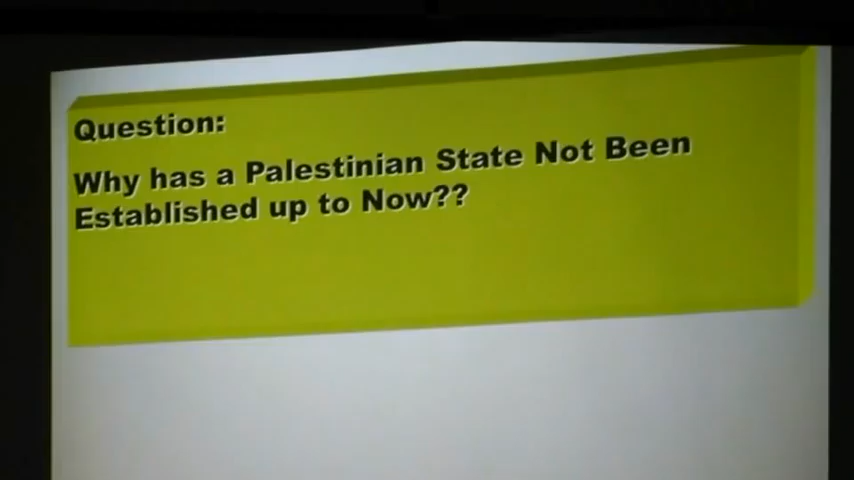 Question:
Why has a Palestinian State Not Been
Established up to Now??